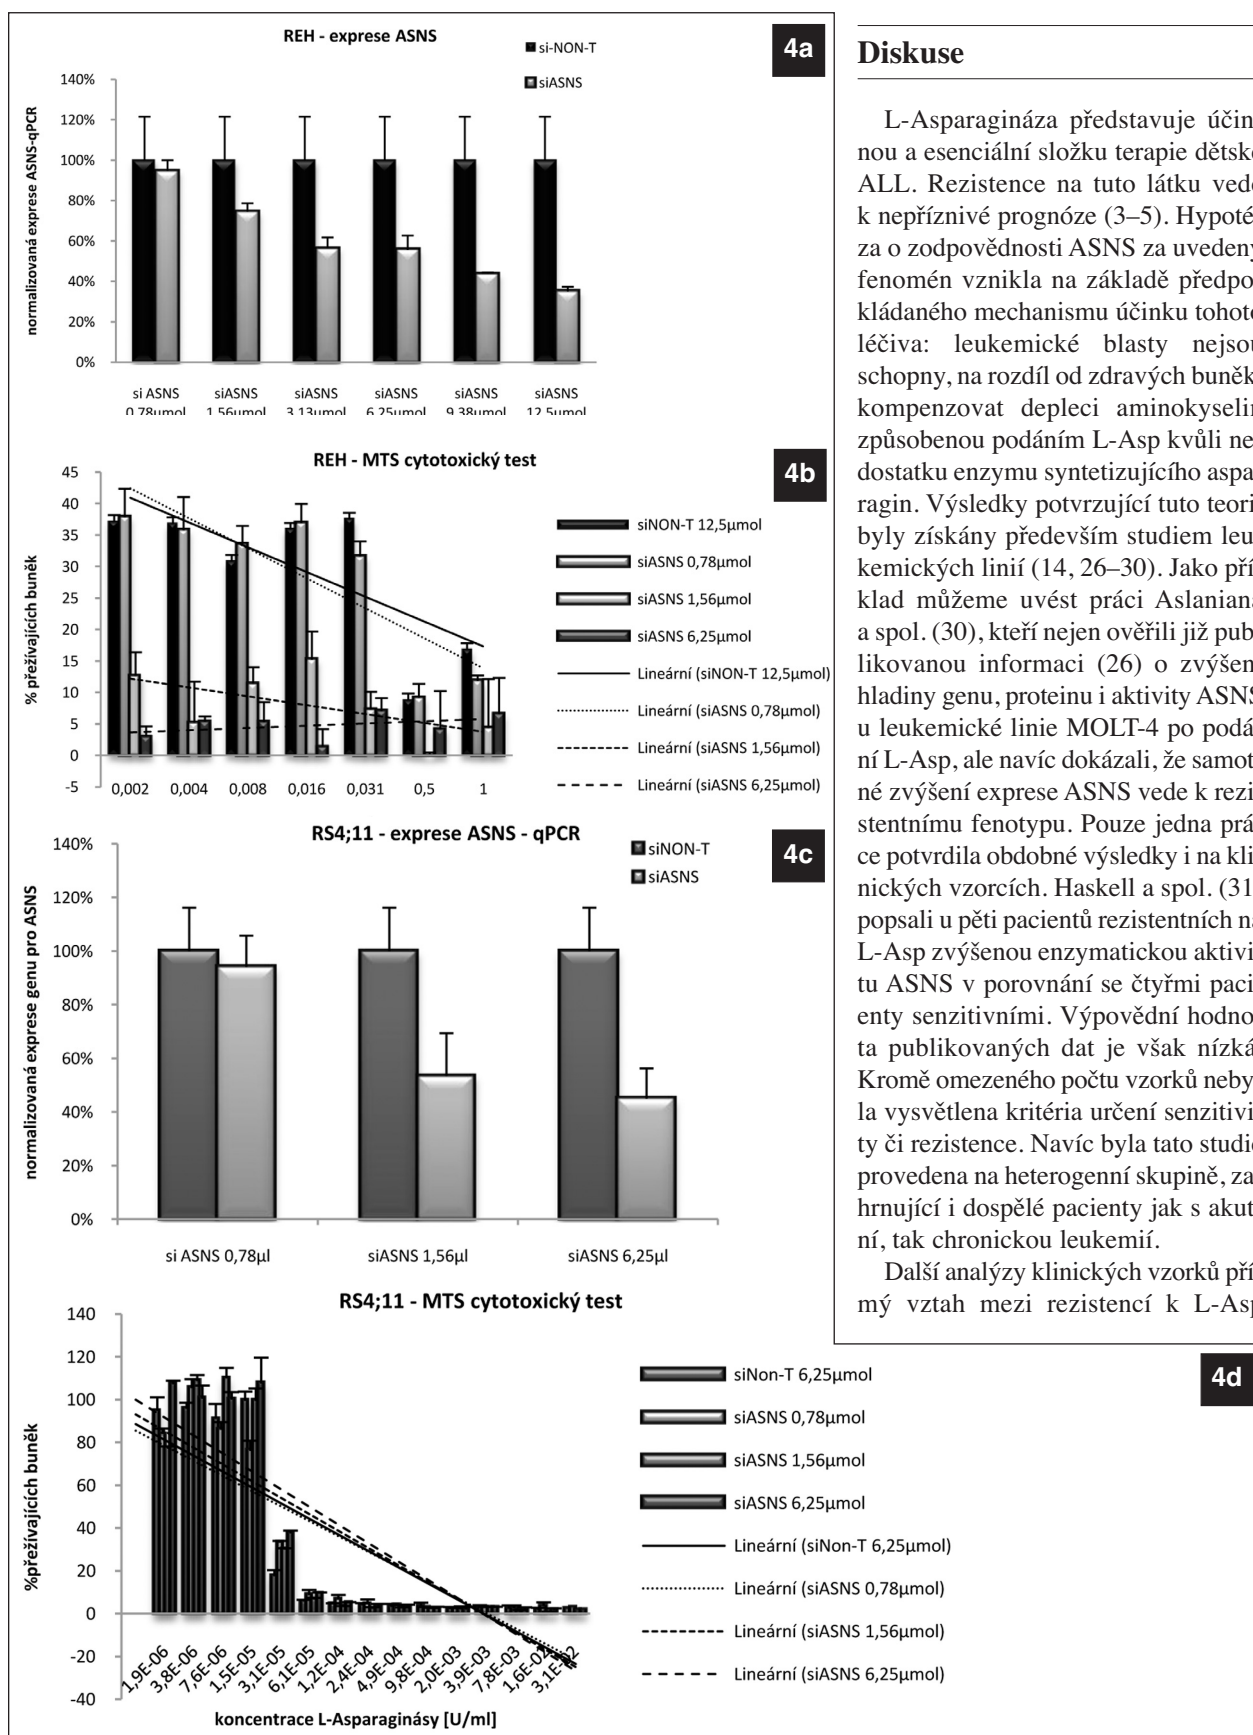 REH - exprese ASNS
4a
si-NON-T
siASNS
normalizovaná exprese ASNS-qPCR
140%
120%
100%
80%
60%
40%
20%
0%
si ASNS 0,78µmol
siASNS 1,56µmol
siASNS 3,13µmol
siASNS 6,25µmol
siASNS 9,38µmol
siASNS 12,5µmol
REH - MTS cytotoxický test
4b
% přežívajících buněk
45
40
35
30
25
20
15
10
5
0
-5
0,002 0,004 0,008 0,016 0,031 0,5 1
siNON-T 12,5µmol
siASNS 0,78µmol
siASNS 1,56µmol
siASNS 6,25µmol
Lineární (siNON-T 12,5µmol)
Lineární (siASNS 0,78µmol)
Lineární (siASNS 1,56µmol)
Lineární (siASNS 6,25µmol)
RS4;11 - exprese ASNS - qPCR
4c
siNON-T
siASNS
normalizovaná exprese genu pro ASNS
140%
120%
100%
80%
60%
40%
20%
0%
si ASNS 0,78µl
siASNS 1,56µl
siASNS 6,25µl
RS4;11 - MTS cytotoxický test
4d
%přežívajících buněk
140
120
100
80
60
40
20
0
-20
-40
1,9E-06
3,8E-06
7,6E-06
1,5E-05
3,1E-05
6,1E-05
1,2E-04
2,4E-04
4,9E-04
9,8E-04
2,0E-03
3,9E-03
7,8E-03
1,6E-02
3,1E-02
koncentrace L-Asparaginásy [U/ml]
siNon-T 6,25µmol
siASNS 0,78µmol
siASNS 1,56µmol
siASNS 6,25µmol
Lineární (siNon-T 6,25µmol)
Lineární (siASNS 0,78µmol)
Lineární (siASNS 1,56µmol)
Lineární (siASNS 6,25µmol)
Diskuse
L-Asparagináza představuje účin
nou a esenciální složku terapie dětské
ALL. Rezistence na tuto látku vede
k nepříznivé prognóze (3–5). Hypoté
za o zodpovědnosti ASNS za uvedený
fenomén vznikla na základě předpo
kládaného mechanismu účinku tohoto
léčiva: leukemické blasty nejsou
schopny, na rozdíl od zdravých buněk
kompenzovat depleci aminokyselin
způsobenou podáním L-Asp kvůli ne
dostatku enzymu syntetizujícího aspa
ragin. Výsledky potvrzující tuto teorii
byly získány především studiem leu
kemických linií (14, 26–30). Jako pří
klad můžeme uvést práci Aslaniana
a spol. (30), kteří nejen ověřili již pub
likovanou informaci (26) o zvýšení
hladiny genu, proteinu i aktivity ASNS
u leukemické linie MOLT-4 po podá
ní L-Asp, ale navíc dokázali, že samot
né zvýšení exprese ASNS vede k rezi
stentnímu fenotypu. Pouze jedna prá
ce potvrdila obdobné výsledky i na kli
nických vzorcích. Haskell a spol. (31
popsali u pěti pacientů rezistentních na
L-Asp zvýšenou enzymatickou aktivi
tu ASNS v porovnání se čtyřmi paci
enty senzitivními. Výpovědní hodno
ta publikovaných dat je však nízká
Kromě omezeného počtu vzorků neby
la vysvětlena kritéria určení senzitivi
ty či rezistence. Navíc byla tato studie
provedena na heterogenní skupině, za
hrnující i dospělé pacienty jak s akut
ní, tak chronickou leukemií.
Další analýzy klinických vzorků pří
mý vztah mezi rezistencí k L-Asp